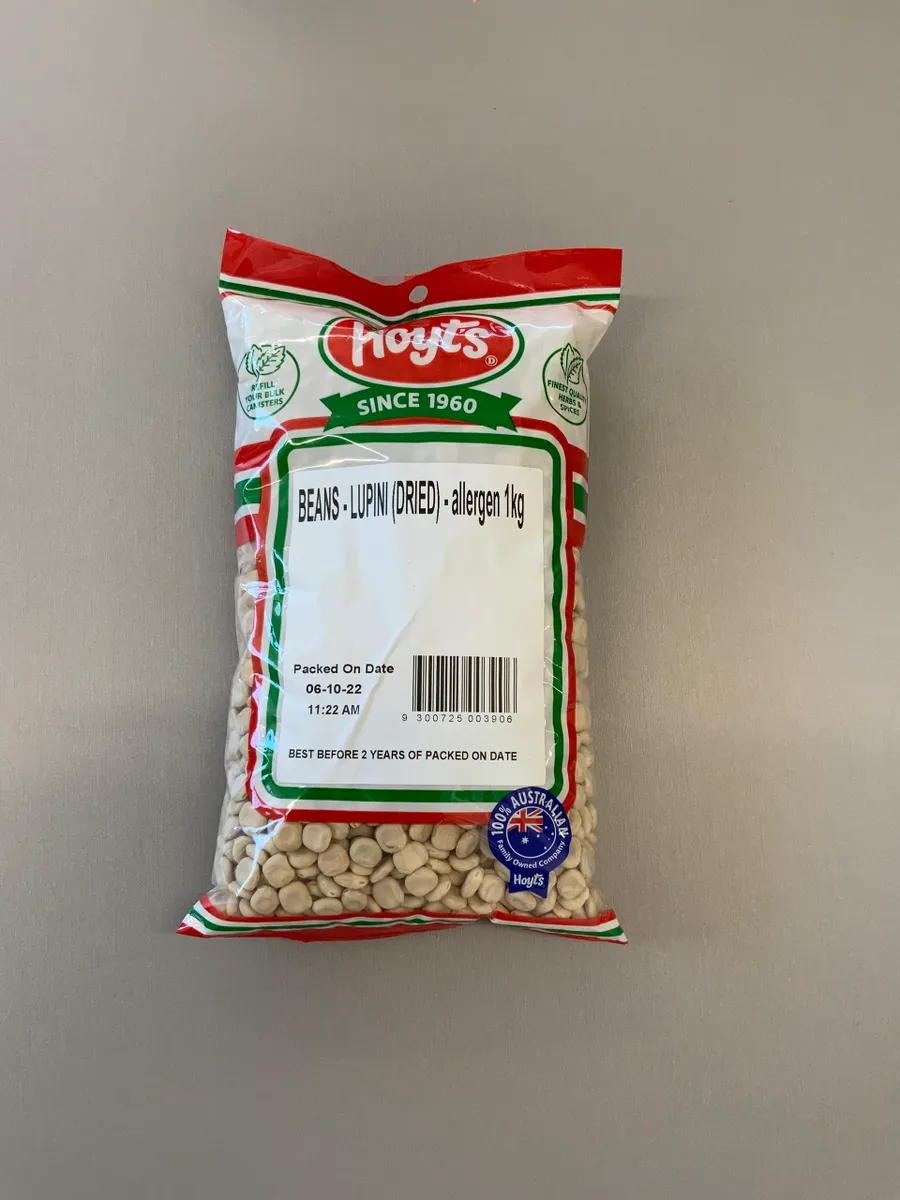 Hoyt's
SINCE 1960
REFILL
YOUR BULK
CANISTERS
FINEST QUALITY
HERBS &
SPICES
BEANS - LUPINI (DRIED) - allergen 1kg
Packed On Date
06-10-22
11:22 AM
9 300725 003906
BEST BEFORE 2 YEARS OF PACKED ON DATE
100% AUSTRALIAN
Family Owned Company
Hoyt's